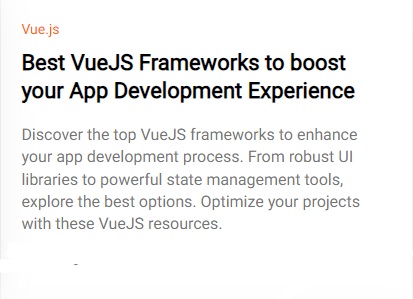 Vue.js
Best VueJS Frameworks to boost
your App Development Experience
Discover the top VueJS frameworks to enhance
your app development process. From robust UI
libraries to powerful state management tools,
explore the best options. Optimize your projects
with these VueJS resources.